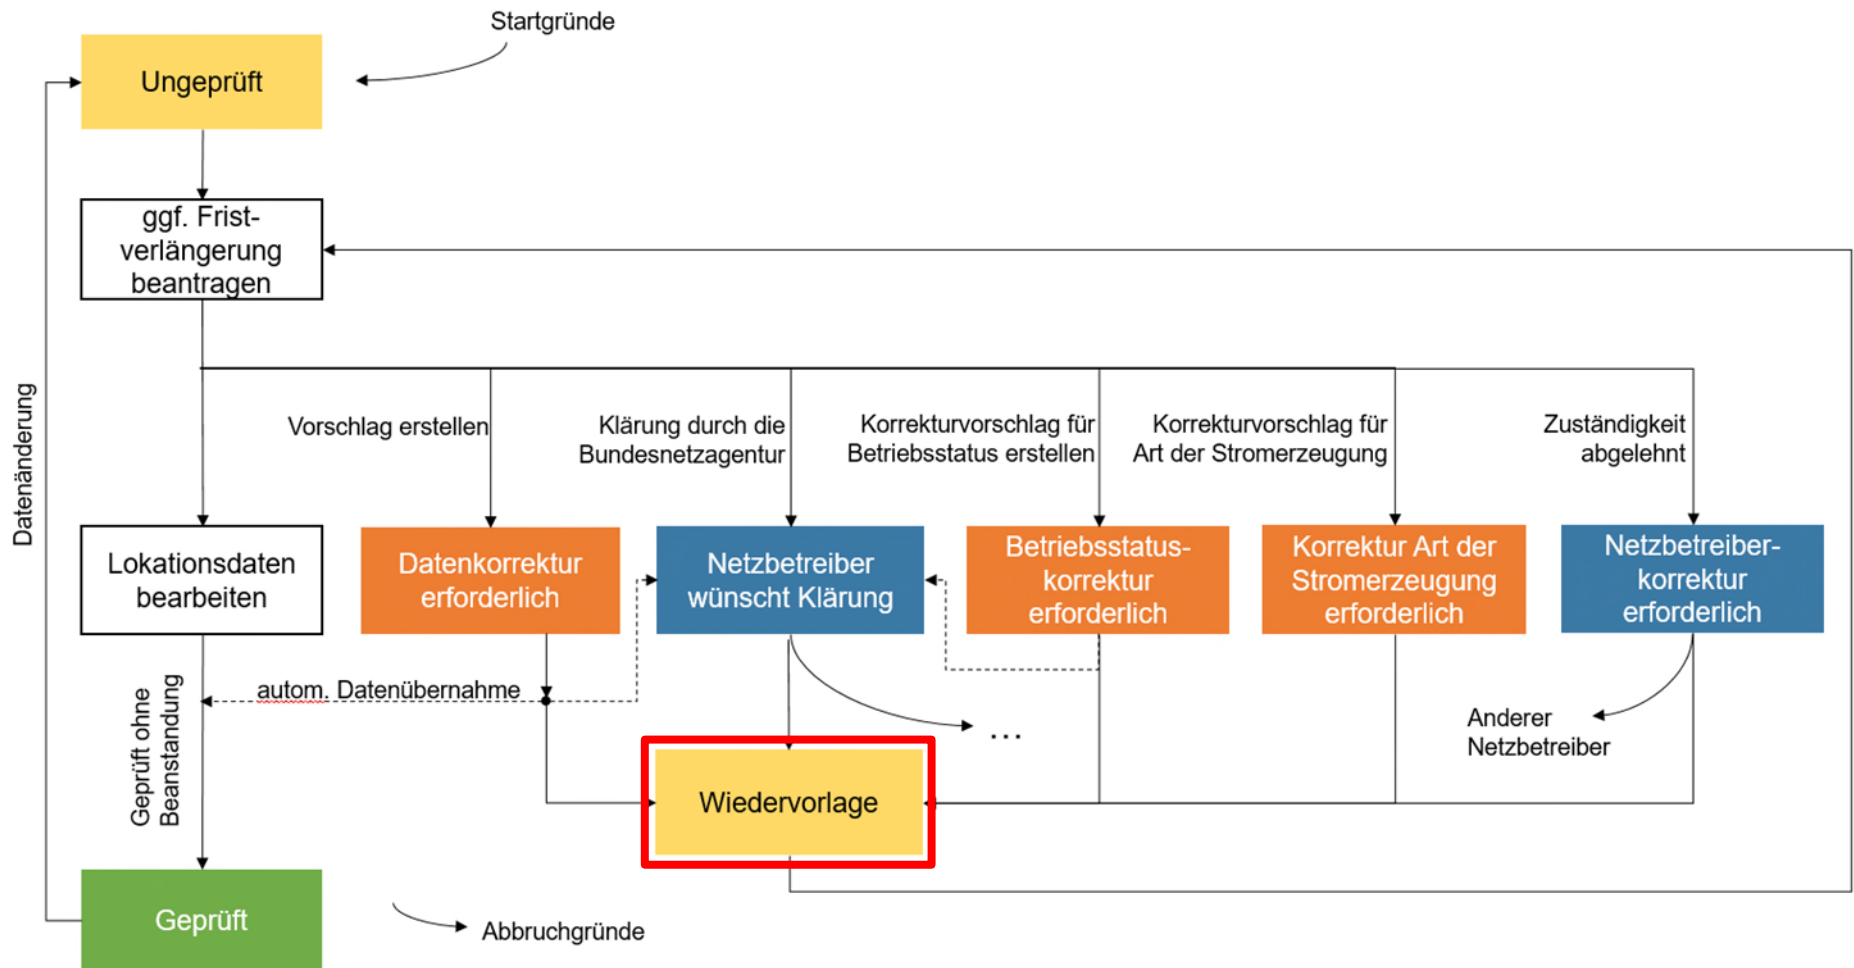 Startgründe
Ungeprüft
ggf. Frist-
verlängerung
beantragen
Datenänderung
Vorschlag erstellen
Klärung durch die
Bundesnetzagentur
Korrekturvorschlag für
Betriebsstatus erstellen
Korrekturvorschlag für
Art der Stromerzeugung
Zuständigkeit
abgelehnt
Lokationsdaten
bearbeiten
Datenkorrektur
erforderlich
Netzbetreiber
wünscht Klärung
Betriebsstatus-
korrektur
erforderlich
Korrektur Art der
Stromerzeugung
erforderlich
Netzbetreiber-
korrektur
erforderlich
Geprüft ohne
Beanstandung
autom. Datenübernahme
...
Anderer
Netzbetreiber
Wiedervorlage
Geprüft
Abbruchgründe